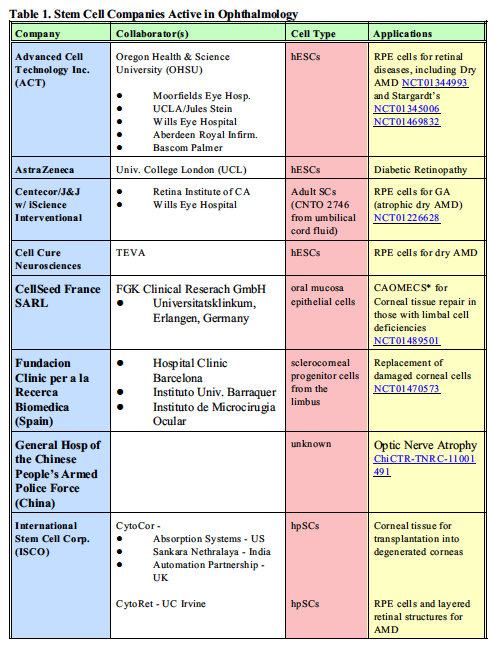 Table 1. Stem Cell Companies Active in Ophthalmology
Company Collaborator(s) Cell Type Applications
Advanced Cell
Technology Inc.
(ACT)
Oregon Health & Science
University (OHSU)
● Moorfields Eye Hosp.
● UCLA/Jules Stein
● Wills Eye Hospital
● Aberdeen Royal Infirm.
● Bascom Palmer
hESCs
RPE cells for retinal
diseases, including Dry
AMD NCT01344993
and Stargardt's
NCT01345006
NCT01469832
AstraZeneca
Univ. College London (UCL)
hESCs
Diabetic Retinopathy
Centecor/J&J
w/ iScience
Interventional
● Retina Institute of CA
● Wills Eye Hospital
Adult SCs
(CNTO 2746
from umbilical
cord fluid)
RPE cells for GA
(atrophic dry AMD)
NCT01226628
Cell Cure
Neurosciences
TEVA
hESCs
RPE cells for dry AMD
CellSeed France
SARL
FGK Clinical Reserach GmbH
● Universitatsklinkum,
Erlangen, Germany
oral mucosa
epithelial cells
CAOMECS* for
Corneal tissue repair in
those with limbal cell
deficiencies
NCT01489501
Fundacion
Clinic per a la
Recerca
Biomedica
(Spain)
● Hospital Clinic
Barcelona
● Instituto Univ. Barraquer
● Instituto de Microcirugia
Ocular
sclerocorneal
progenitor cells
from the
limbus
Replacement of
damaged corneal cells
NCT01470573
General Hosp of
the Chinese
People's Armed
Police Force
(China)
unknown
Optic Nerve Atrophy
ChiCTR-TNRC-11001
491
International
Stem Cell Corp.
(ISCO)
CytoCor -
● Absorption Systems - US
● Sankara Nethralaya - India
● Automation Partnership -
UK
hpSCs
Corneal tissue for
transplantation into
degenerated corneas
CytoRet - UC Irvine
hpSCs
RPE cells and layered
retinal structures for
AMD